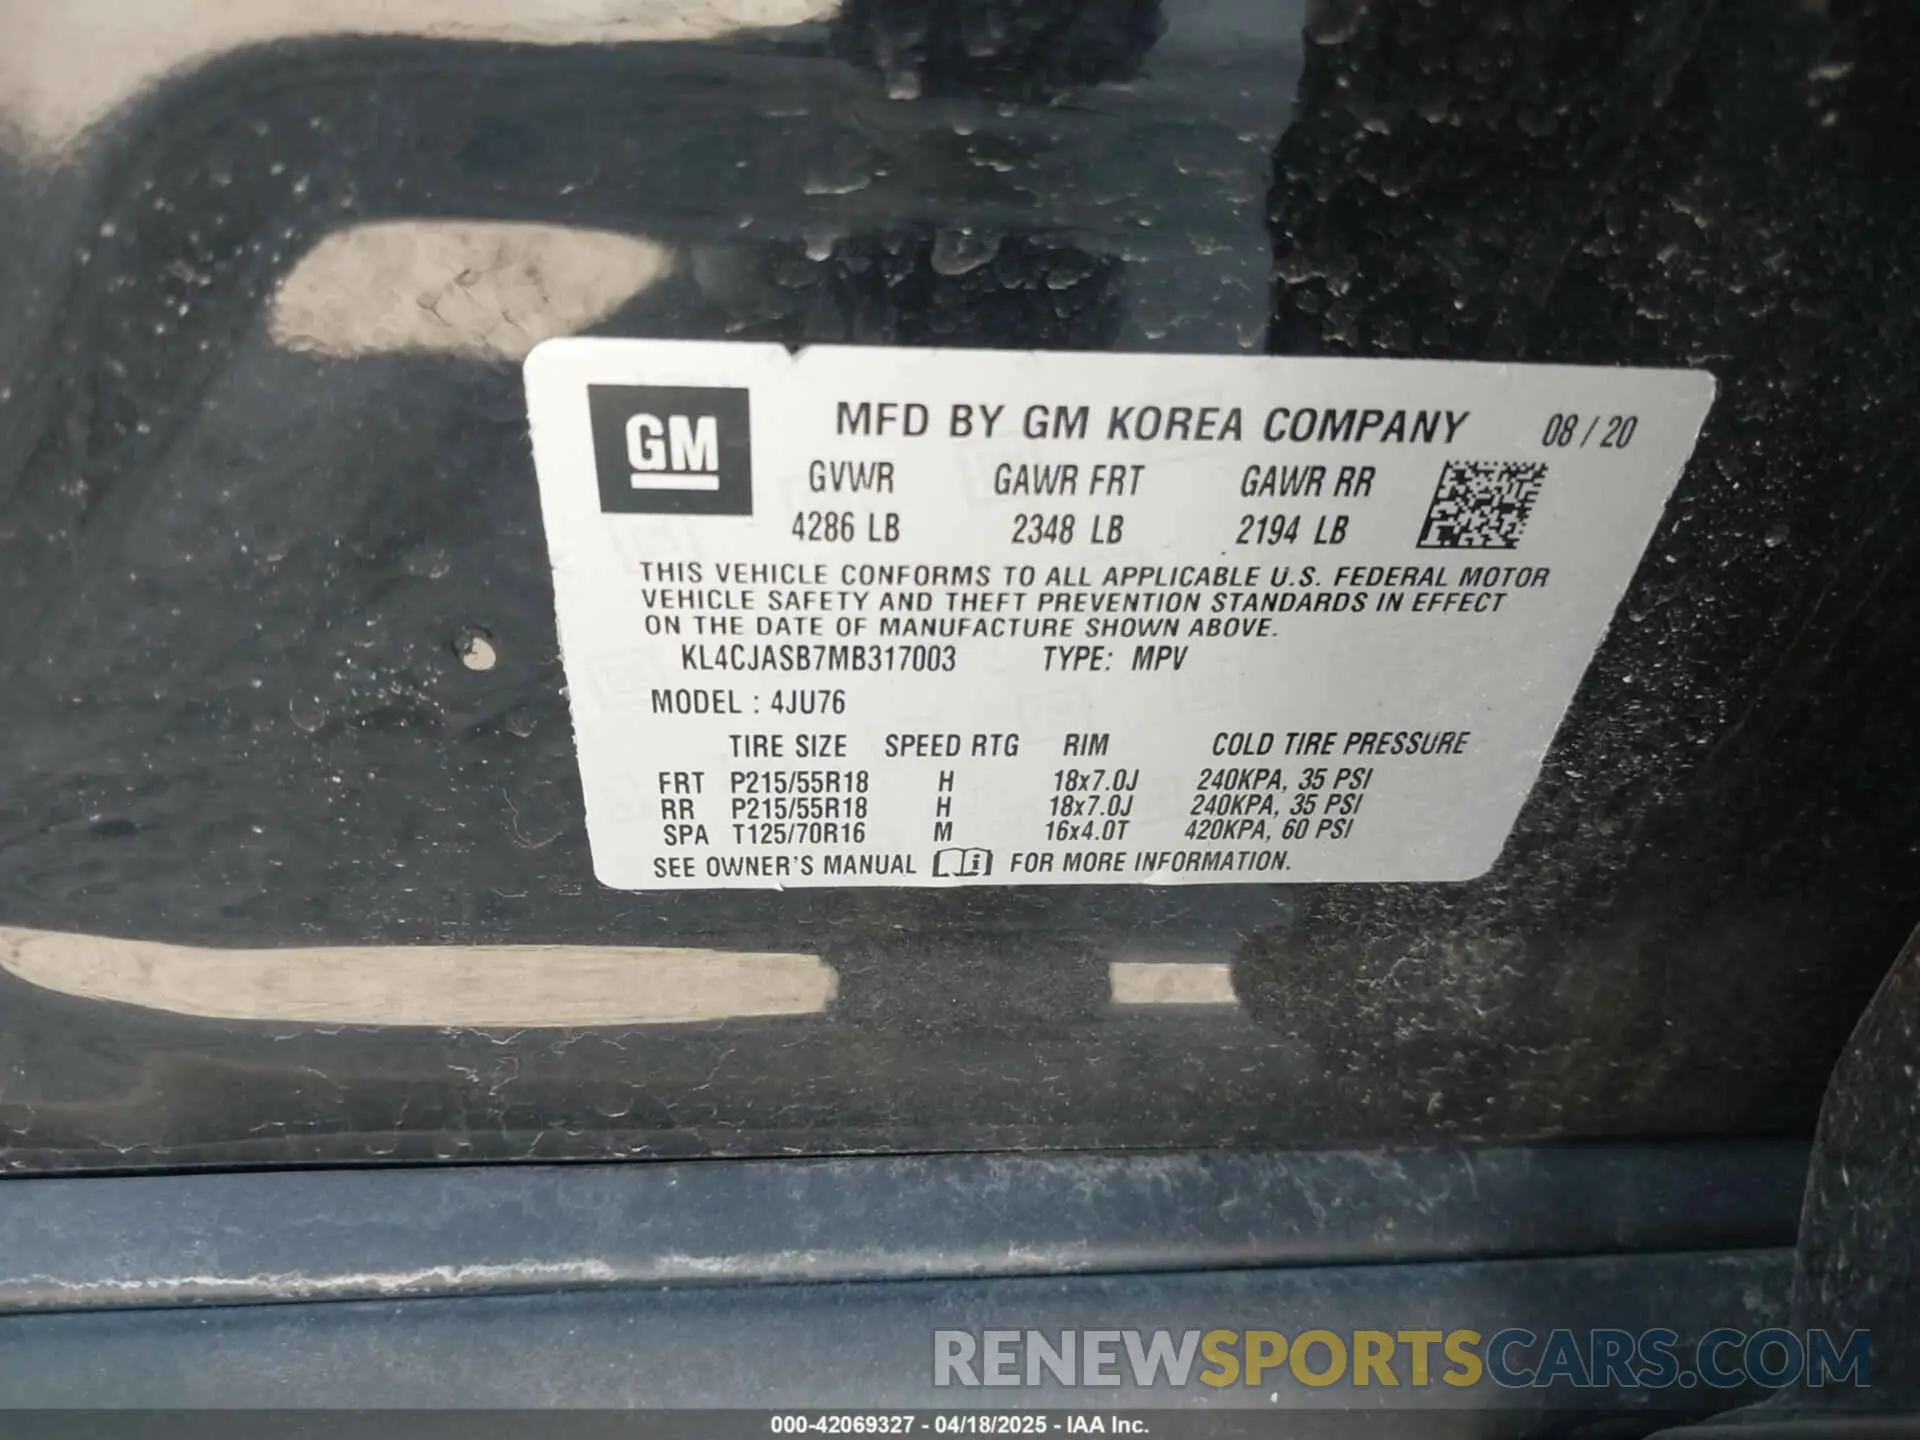 GM
MFD BY GM KOREA COMPANY 08 / 20
GVWR GAWR FRT GAWR RR
4286 LB 2348 LB 2194 LB
THIS VEHICLE CONFORMS TO ALL APPLICABLE U.S. FEDERAL MOTOR
VEHICLE SAFETY AND THEFT PREVENTION STANDARDS IN EFFECT
ON THE DATE OF MANUFACTURE SHOWN ABOVE.
KL4CJASB7MB317003 TYPE: MPV
MODEL : 4JU76
TIRE SIZE SPEED RTG RIM COLD TIRE PRESSURE
FRT P215/55R18 H 18x7.0J 240KPA, 35 PSI
RR P215/55R18 H 18x7.0J 240KPA, 35 PSI
SPA T125/70R16 M 16x4.0T 420KPA, 60 PSI
SEE OWNER'S MANUAL FOR MORE INFORMATION.
RENEWSPORTSCARS.COM
000-42069327 - 04/18/2025 - IAA Inc.